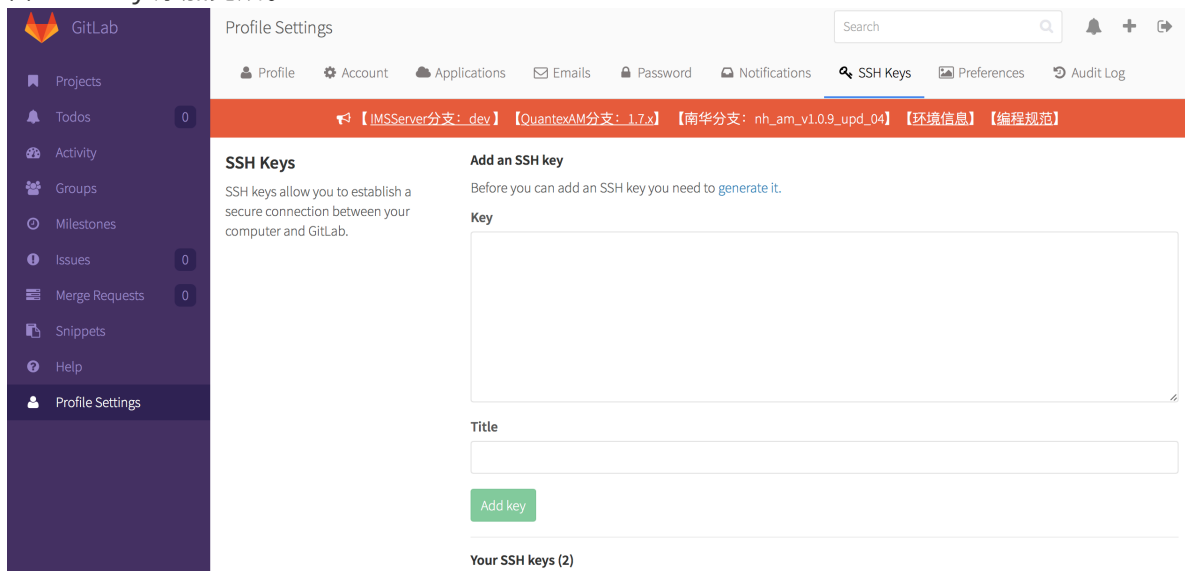 GitLab
Profile Settings
Search
Profile
Account
Applications
Emails
Password
Notifications
SSH Keys
Preferences
Audit Log
Projects
Todos 0
Activity
Groups
Milestones
Issues 0
Merge Requests 0
Snippets
Help
Profile Settings
【 IMSServer分支：dev 】【QuantexAM分支：1.7.x】【南华分支：nh_am_v1.0.9_upd_04】【环境信息】【编程规范】
SSH Keys
SSH keys allow you to establish a
secure connection between your
computer and GitLab.
Add an SSH key
Before you can add an SSH key you need to generate it.
Key
Title
Add key
Your SSH keys (2)